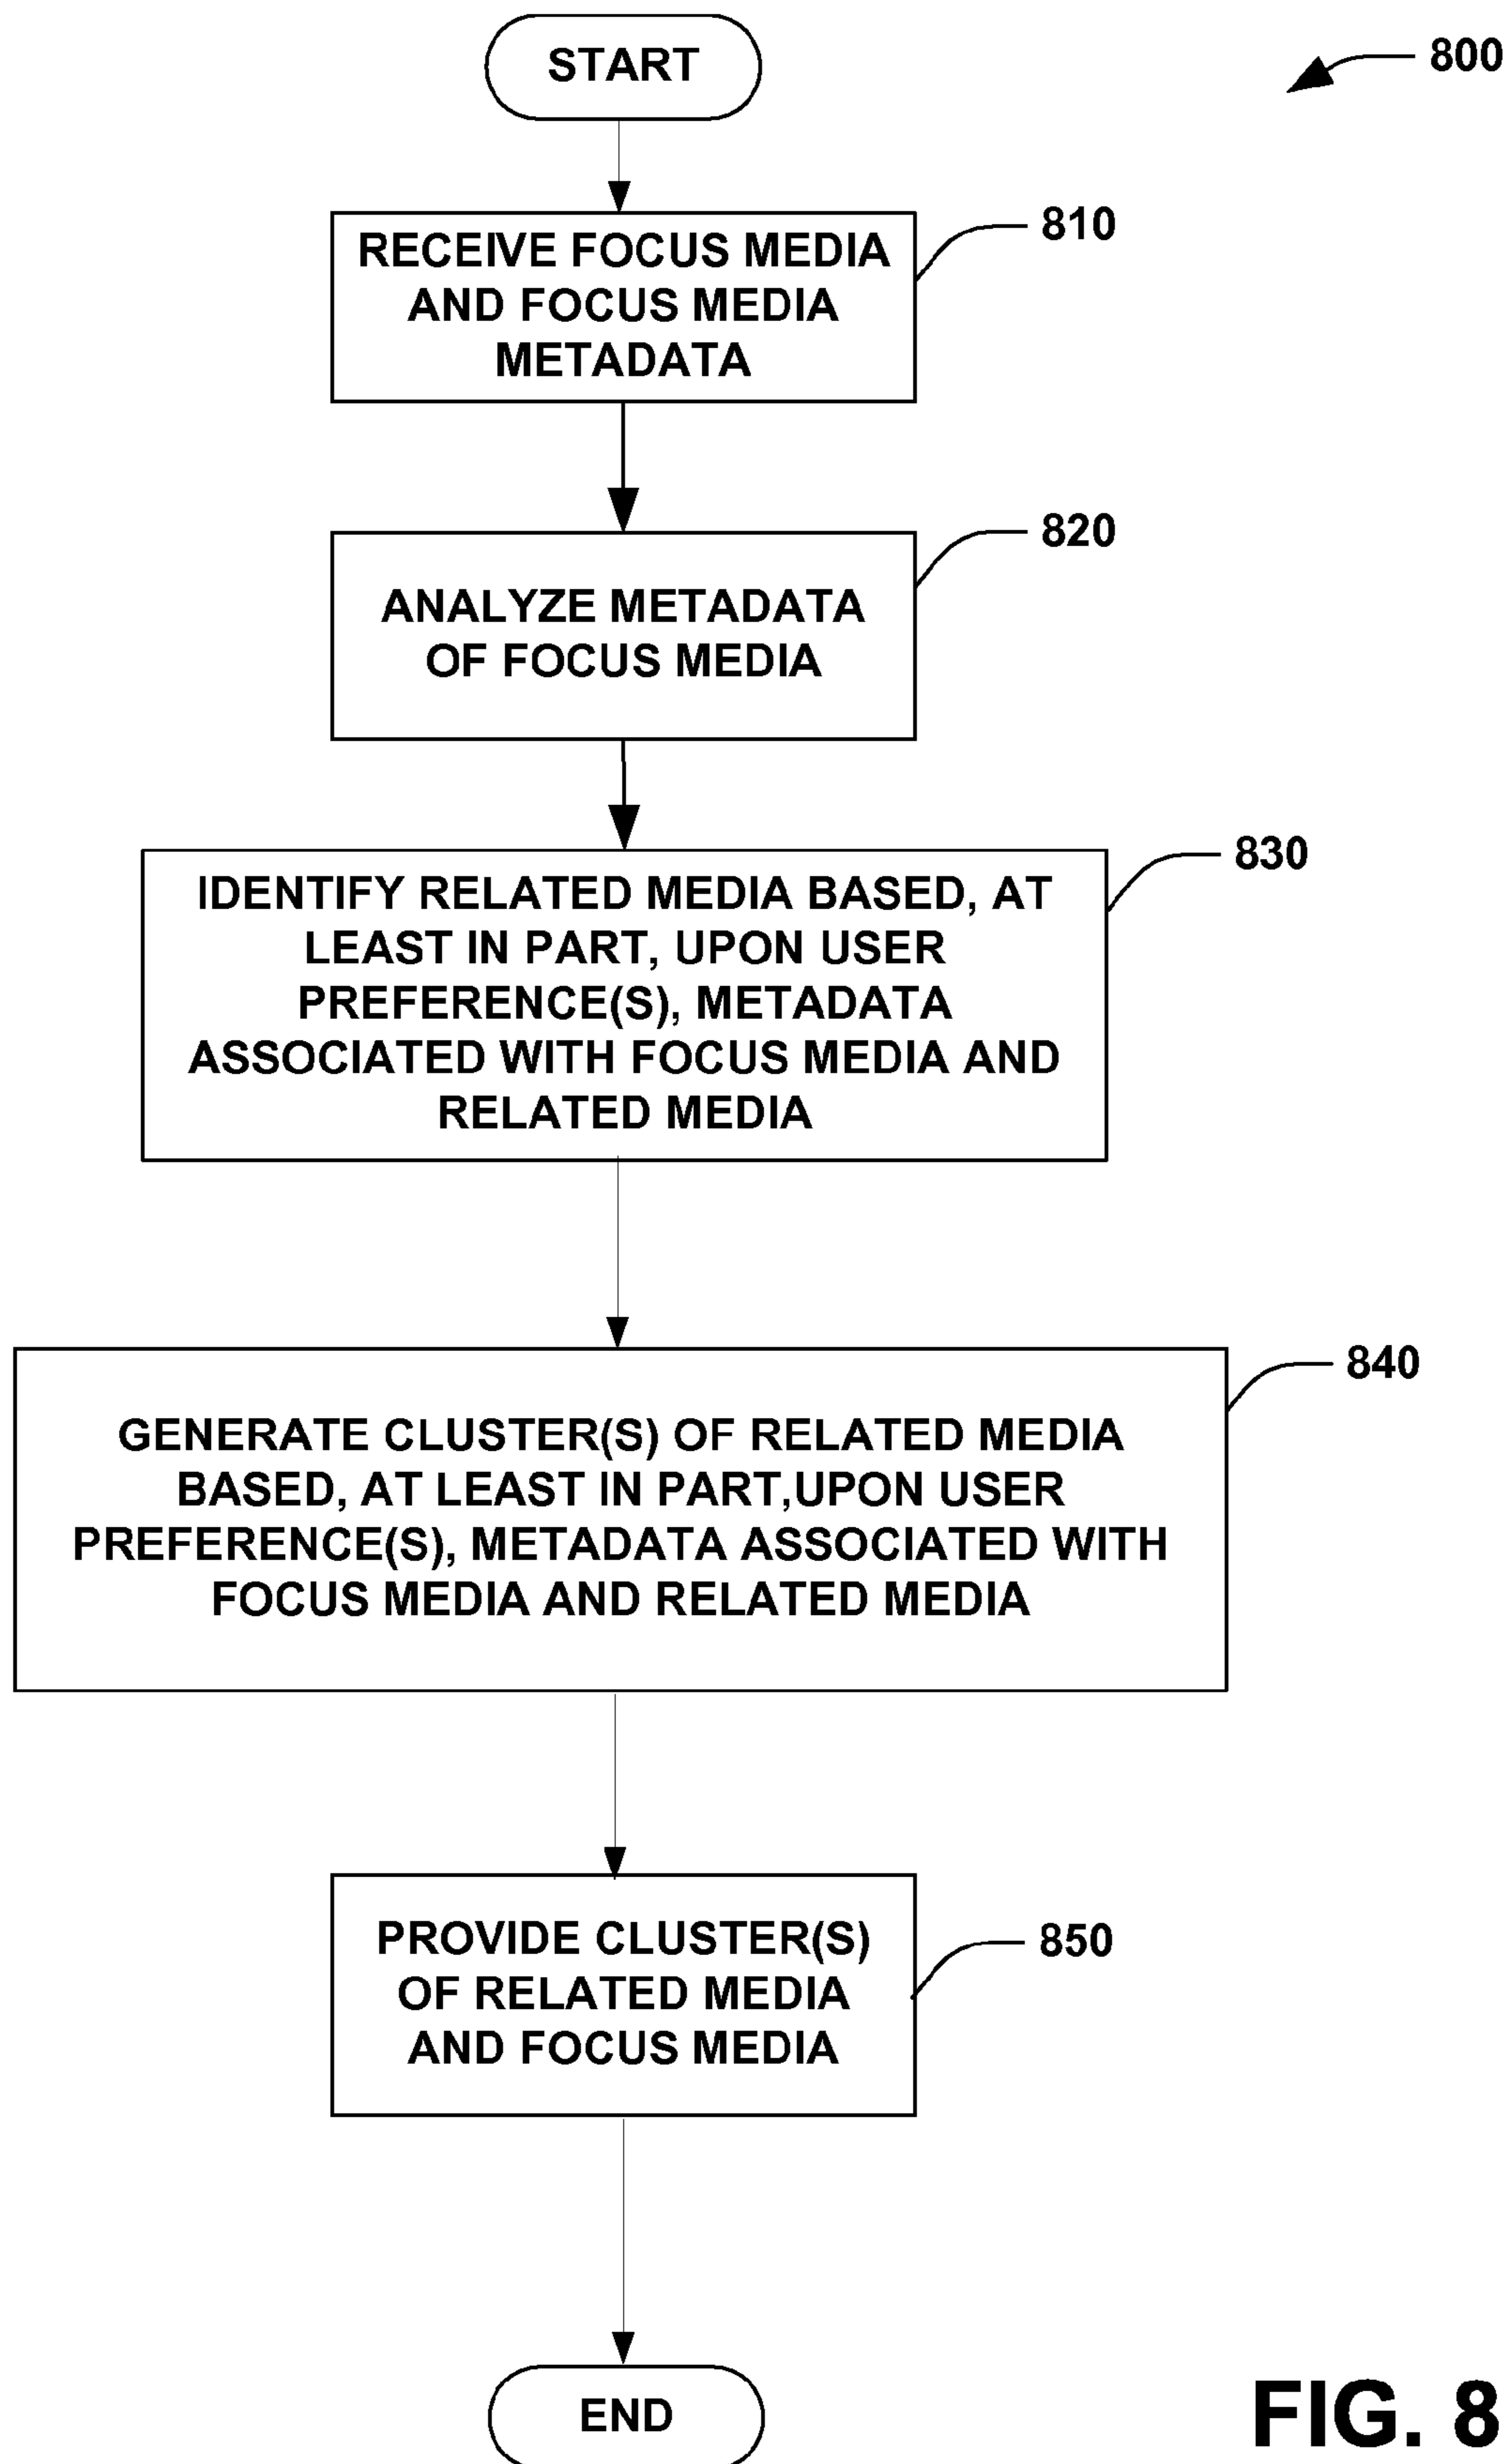 START
800
RECEIVE FOCUS MEDIA
AND FOCUS MEDIA
METADATA
810
ANALYZE METADATA
OF FOCUS MEDIA
820
IDENTIFY RELATED MEDIA BASED, AT
LEAST IN PART, UPON USER
PREFERENCE(S), METADATA
ASSOCIATED WITH FOCUS MEDIA AND
RELATED MEDIA
830
GENERATE CLUSTER(S) OF RELATED MEDIA
BASED, AT LEAST IN PART,UPON USER
PREFERENCE(S), METADATA ASSOCIATED WITH
FOCUS MEDIA AND RELATED MEDIA
840
PROVIDE CLUSTER(S)
OF RELATED MEDIA
AND FOCUS MEDIA
850
END
FIG. 8